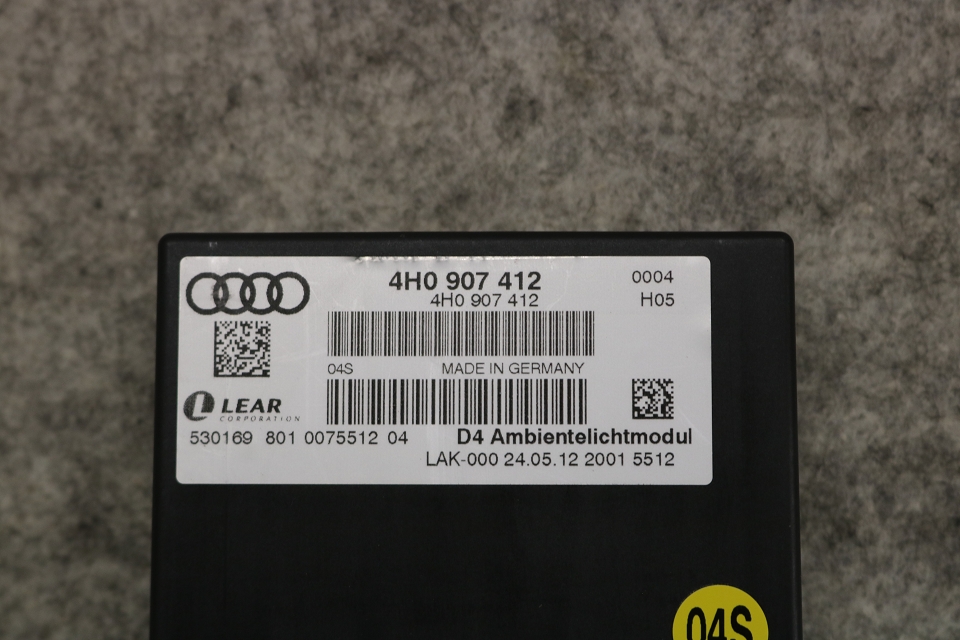 4H0 907 412
0004
4H0 907 412
H05
04S
MADE IN GERMANY
LEAR
CORPORATION
530169 801 0075512 04
D4 Ambientelichtmodul
LAK-000 24.05.12 2001 5512
04S